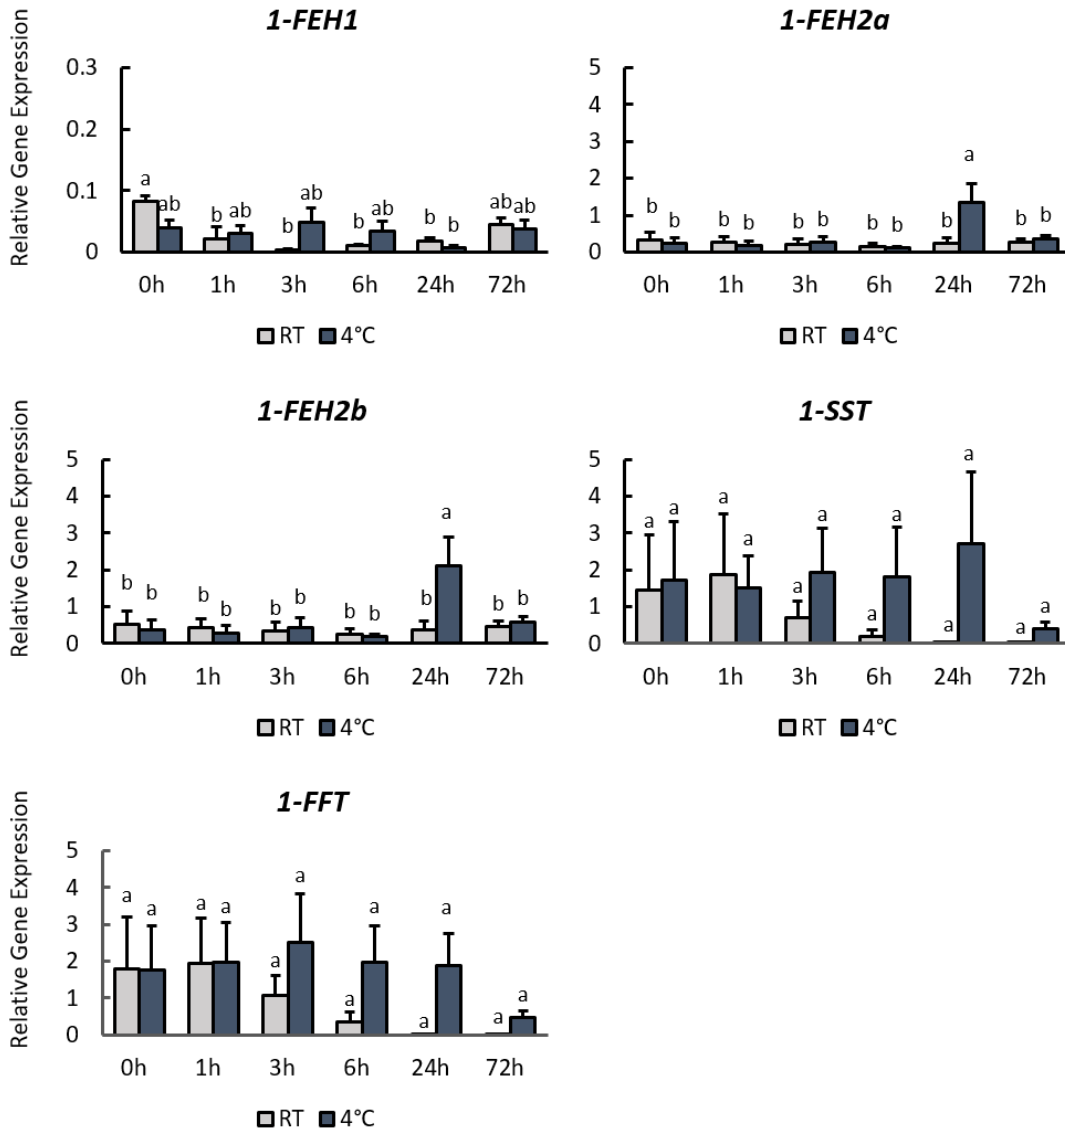 1-FEH1
Relative Gene Expression
0.3
0.2
0.1
0
a ab b ab b ab b ab b b ab ab
0h 1h 3h 6h 24h 72h
RT 4°C
1-FEH2a
5
4
3
2
1
0
b b b b b b b b b a b b
0h 1h 3h 6h 24h 72h
RT 4°C
1-FEH2b
Relative Gene Expression
5
4
3
2
1
0
b b b b b b b b b a b b
0h 1h 3h 6h 24h 72h
RT 4°C
1-SST
Relative Gene Expression
5
4
3
2
1
0
a a a a a a a a a a a a
0h 1h 3h 6h 24h 72h
RT 4°C
1-FFT
Relative Gene Expression
5
4
3
2
1
0
a a a a a a a a a a a a
0h 1h 3h 6h 24h 72h
RT 4°C